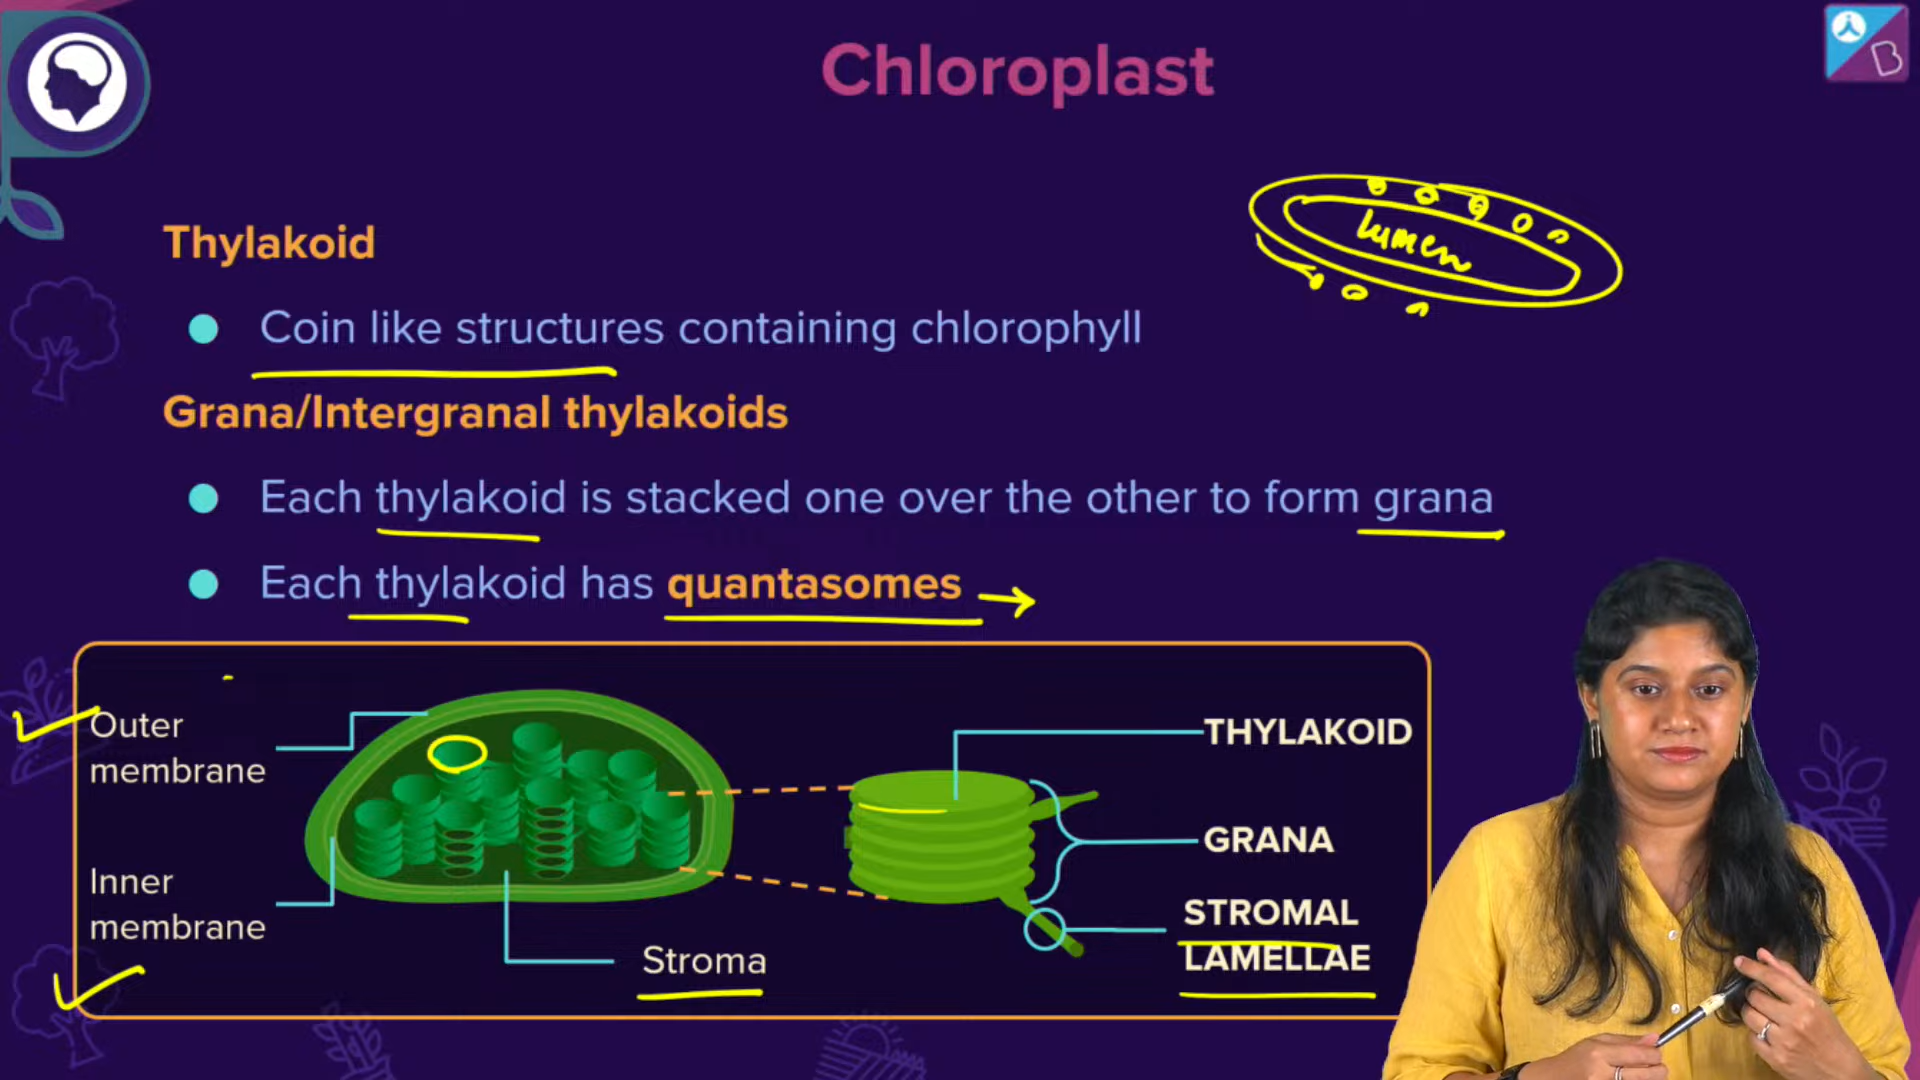 Chloroplast
B
Thylakoid
lumen
Coin like structures containing chlorophyll
Grana/Intergranal thylakoids
Each thylakoid is stacked one over the other to form grana
Each thylakoid has quantasomes
Outer
membrane
Inner
membrane
Stroma
THYLAKOID
GRANA
STROMAL
LAMELLAE